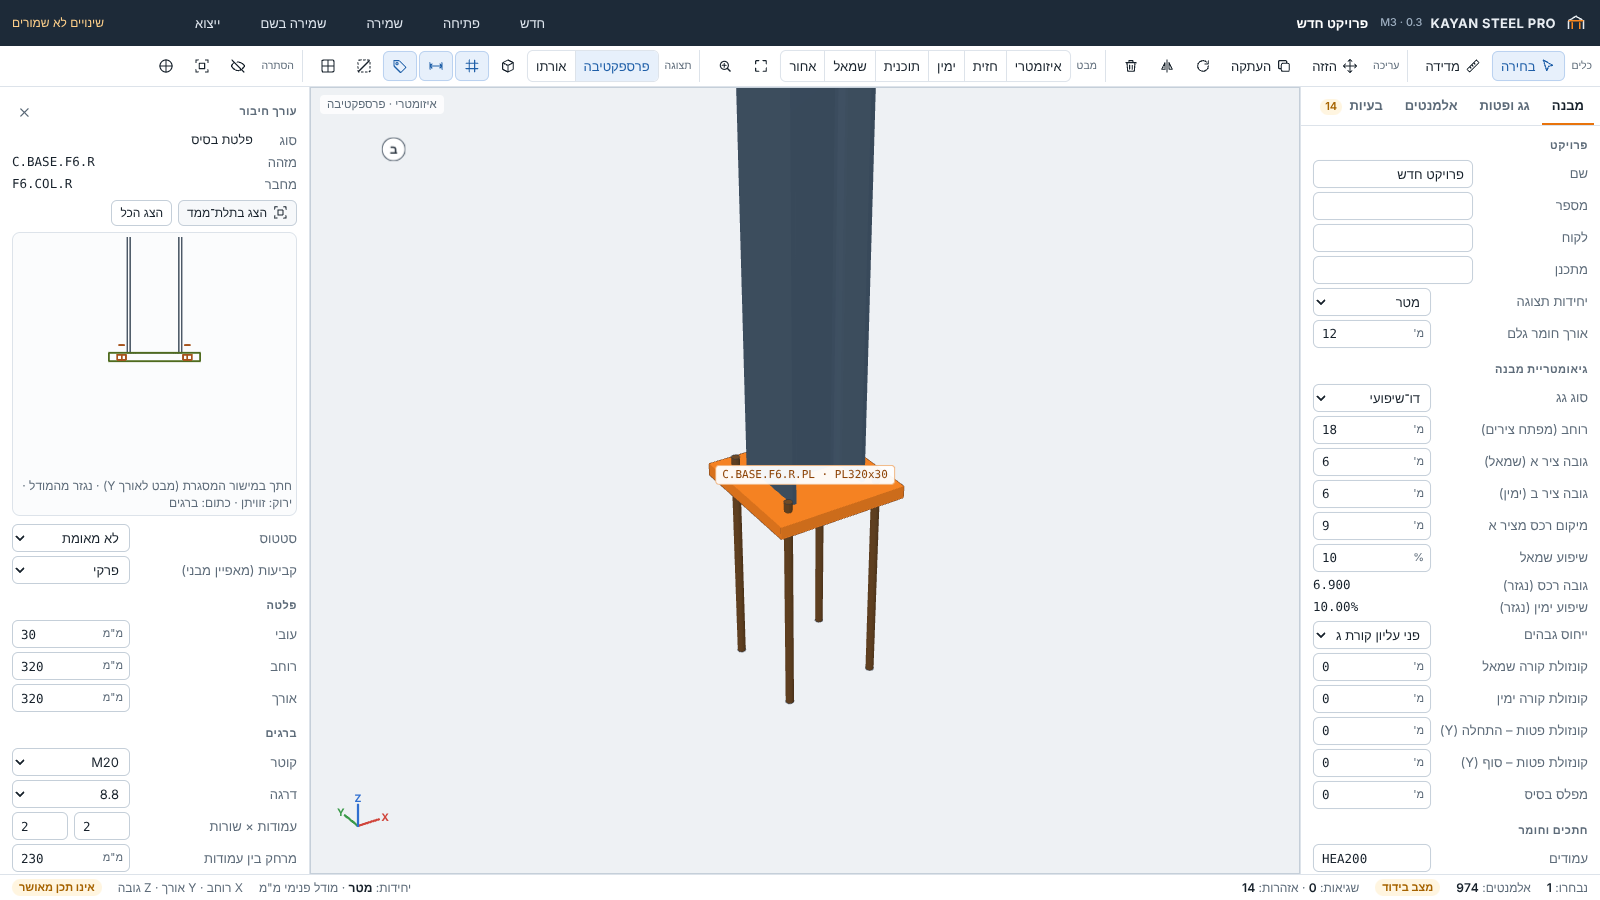 KAYAN STEEL PRO M3 · 0.3 פרויקט חדש
חדש פתיחה שמירה שמירה בשם ייצוא
שינויים לא שמורים
כלים בחירה מדידה
עריכה הזזה העתקה
מבט איזומטרי חזית ימין תוכנית שמאל אחור
תצוגה פרספקטיבה אורתו
הסתרה
מבנה גג ופטות אלמנטים בעיות 14
פרויקט
שם פרויקט חדש
מספר
לקוח
מתכנן
יחידות תצוגה מטר
אורך חומר גלם 12 מ'
גיאומטריית מבנה
סוג גג דו־שיפועי
רוחב (מפתח צירים) 18 מ'
גובה ציר א (שמאל) 6 מ'
גובה ציר ב (ימין) 6 מ'
מיקום רכס מציר א 9 מ'
שיפוע שמאל 10 %
גובה רכס (נגזר) 6.900
שיפוע ימין (נגזר) 10.00%
ייחוס גבהים פני עליון קורת ג
קונזולת קורה שמאל 0 מ'
קונזולת קורה ימין 0 מ'
קונזולת פטות – התחלה (Y) 0 מ'
קונזולת פטות – סוף (Y) 0 מ'
מפלס בסיס 0 מ'
חתכים וחומר
עמודים HEA200
איזומטרי · פרספקטיבה
ב
C.BASE.F6.R.PL · PL320x30
Z
Y
X
עורך חיבור
סוג פלטת בסיס
מזהה C.BASE.F6.R
מחבר F6.COL.R
הצג בתלת־ממד הצג הכל
חתך במישור המסגרת (מבט לאורך Y) · נגזר מהמודל ·
ירוק: זוויתן · כתום: ברגים
סטטוס לא מאומת
קביעות (מאפיין מבני) פרקי
פלטה
עובי 30 מ"מ
רוחב 320 מ"מ
אורך 320 מ"מ
ברגים
קוטר M20
דרגה 8.8
עמודות × שורות 2 2
מרחק בין עמודות 230 מ"מ
נבחרו: 1 אלמנטים: 974 מצב בידוד שגיאות: 0 · אזהרות: 14
יחידות: מטר · מודל פנימי מ"מ X רוחב · Y אורך · Z גובה אינו תכן מאושר